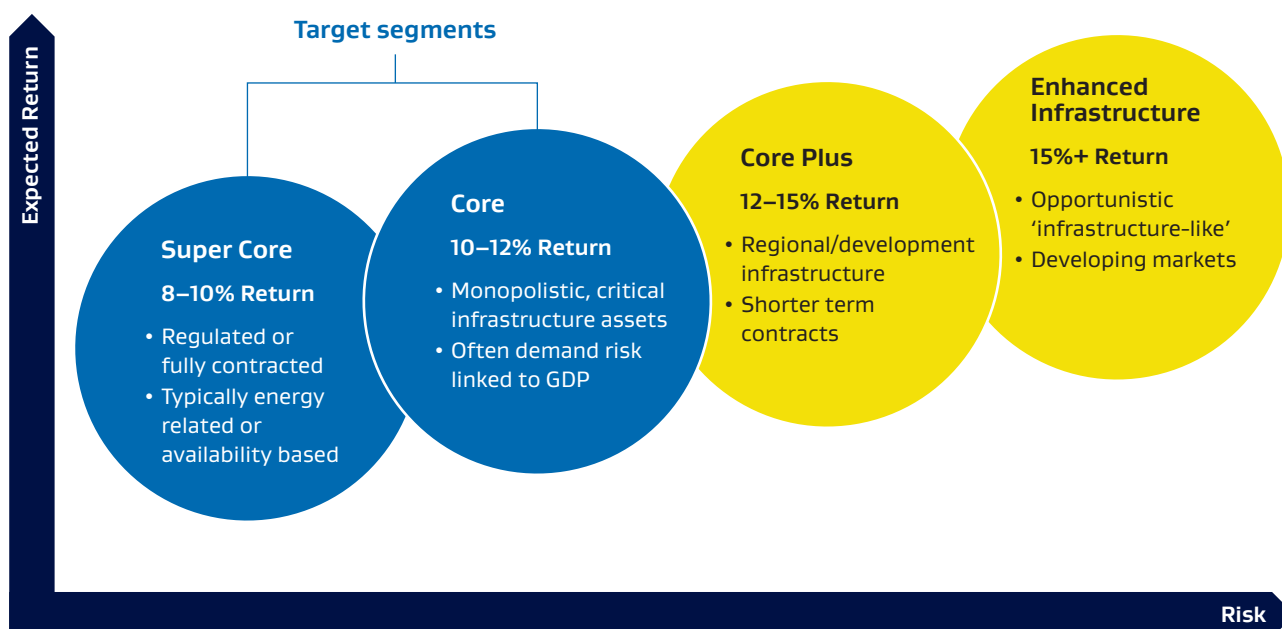 Expected Return
Target segments
Super Core
8–10% Return
• Regulated or
fully contracted
• Typically energy
related or
availability based
Core
10–12% Return
• Monopolistic, critical
infrastructure assets
• Often demand risk
linked to GDP
Core Plus
12–15% Return
• Regional/development
infrastructure
• Shorter term
contracts
Enhanced
Infrastructure
15%+ Return
• Opportunistic
‘infrastructure-like’
• Developing markets
Risk